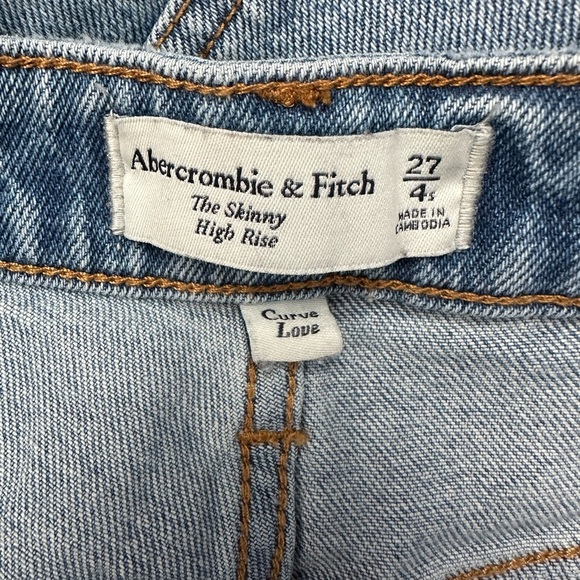 Abercrombie & Fitch
The Skinny
High Rise
27
4s
MADE IN
CAMBODIA
Curve
Love